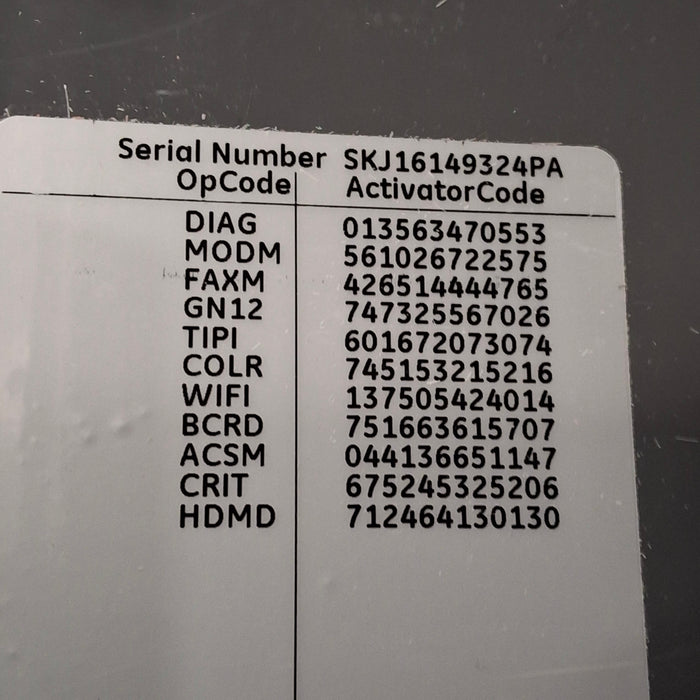 Serial Number SKJ16149324PA
OpCode ActivatorCode
DIAG 013563470553
MODM 561026722575
FAXM 426514444765
GN12 747325567026
TIPI 601672073074
COLR 745153215216
WIFI 137505424014
BCRD 751663615707
ACSM 044136651147
CRIT 675245325206
HDMD 712464130130